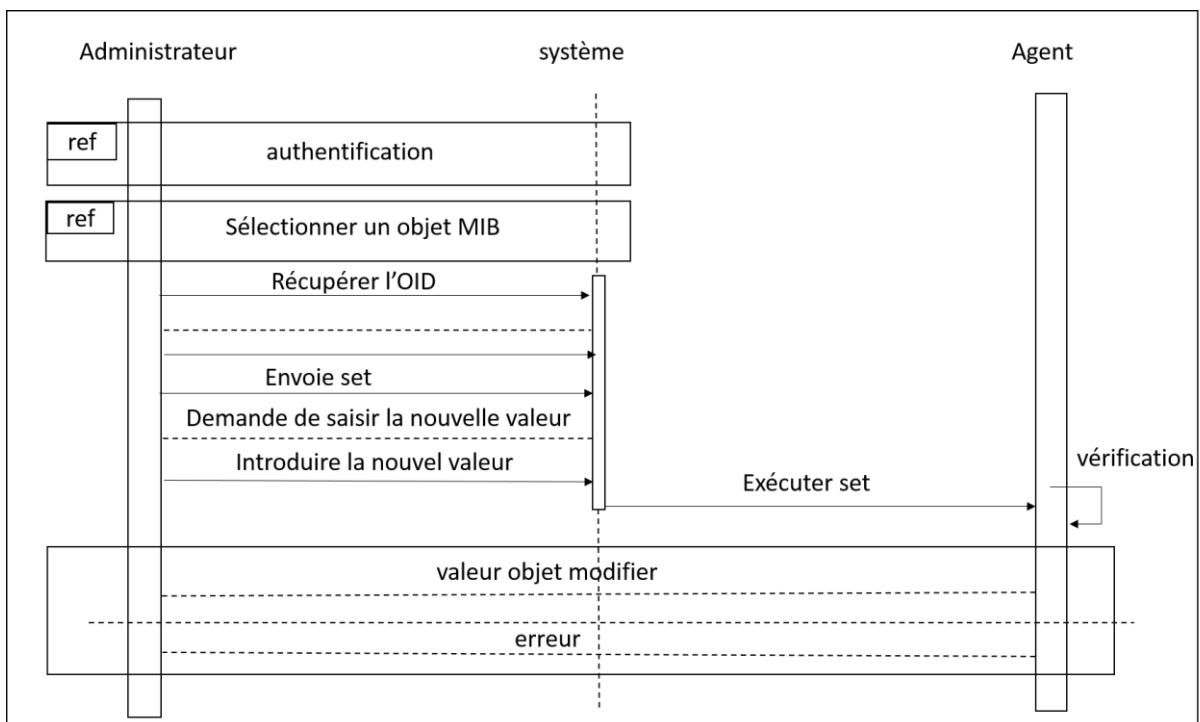 Administrateur
système
Agent
ref
authentification
ref
Sélectionner un objet MIB
Récupérer l'OID
Envoie set
Demande de saisir la nouvelle valeur
Introduire la nouvel valeur
Exécuter set
vérification
valeur objet modifier
erreur